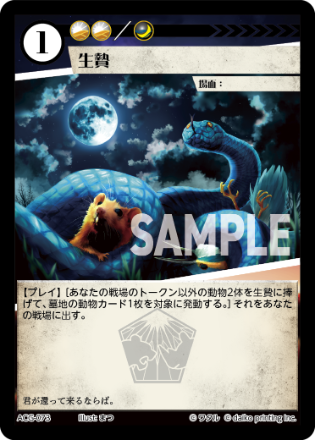 1 /
生贄
場面：
SAMPLE
【プレイ】［あなたの戦場のトークン以外の動物2体を生贄に捧
げて、墓地の動物カード1枚を対象に発動する。］それをあな
たの戦場に出す。
君が還って来るならば。
ACG-073 Illust: むつ © ワタル © daiko printing inc.